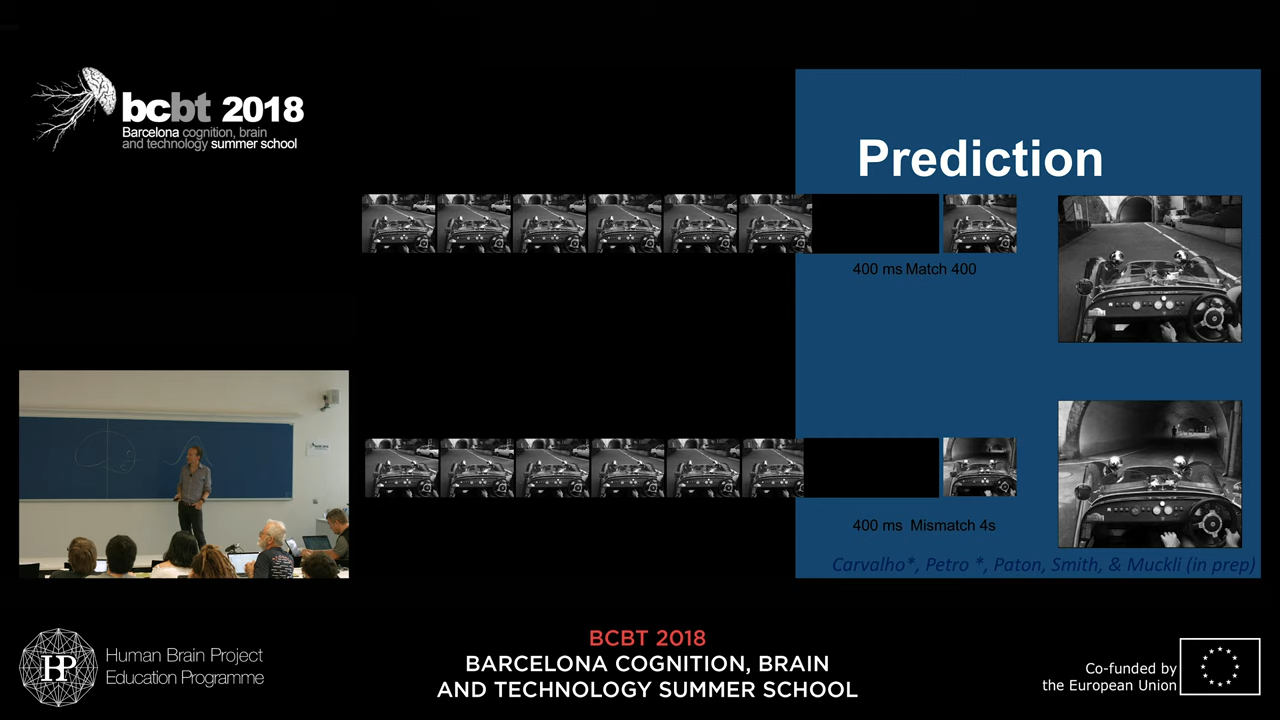 bcbt 2018
Barcelona cognition, brain
and technology summer school
Prediction
400 ms Match 400
400 ms Mismatch 4s
Carvalho*, Petro *, Paton, Smith, & Muckli (in prep)
HP
Human Brain Project
Education Programme
BCBT 2018
BARCELONA COGNITION, BRAIN
AND TECHNOLOGY SUMMER SCHOOL
Co-funded by
the European Union